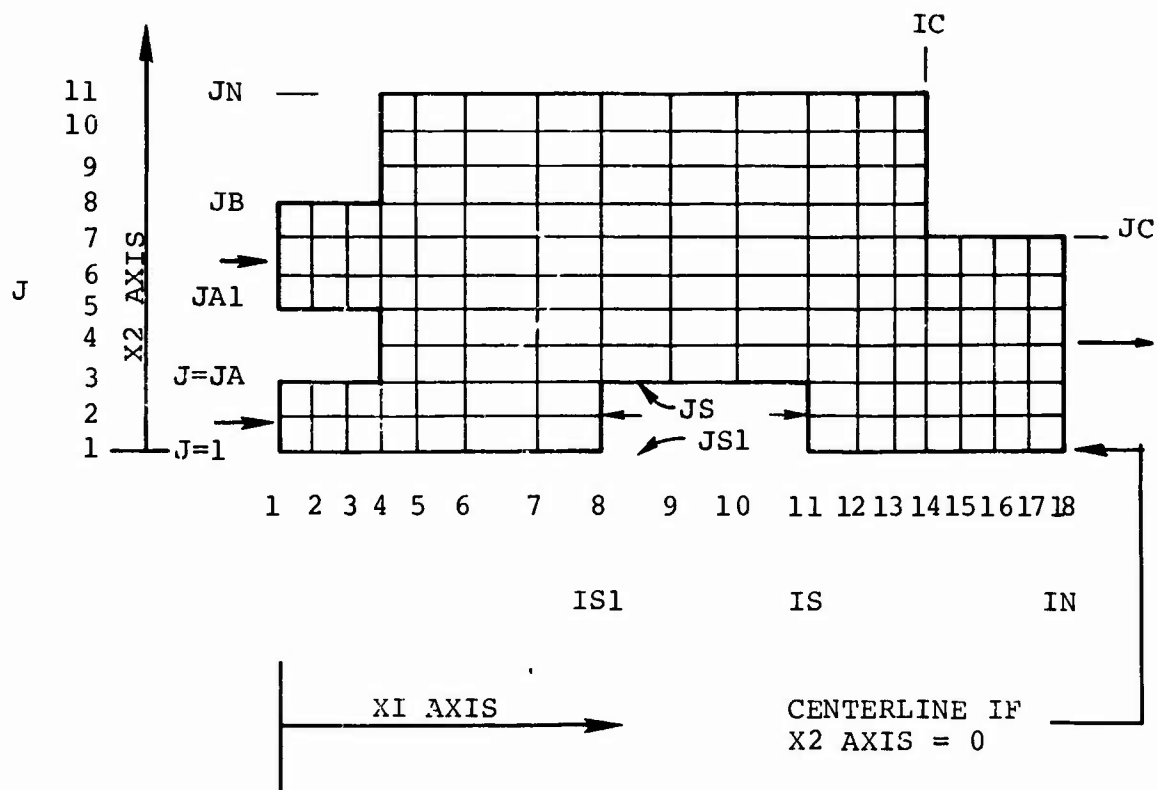 IC
11 JN
10
9
8 JB
7 JC
6
J X2 AXIS
5 JA1
4
3 J=JA
2 JS
JS1
1 J=1
1 2 3 4 5 6 7 8 9 10 11 12 13 14 15 16 17 18
IS1 IS IN
XI AXIS
CENTERLINE IF
X2 AXIS = 0